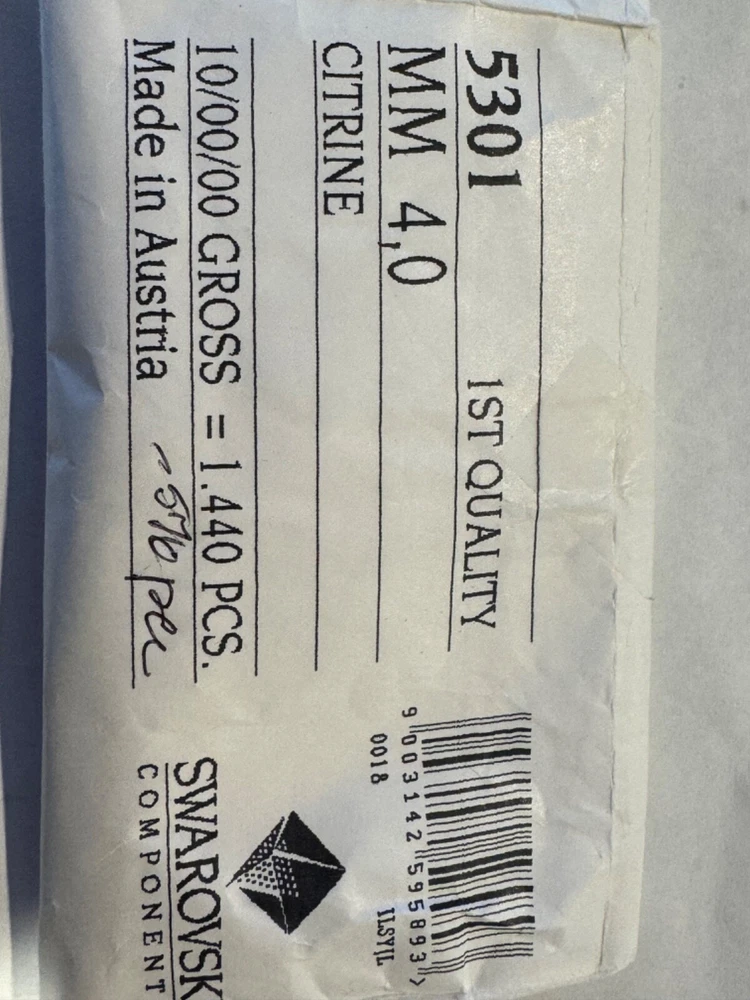 5301 1ST QUALITY
MM 4,0
CITRINE
10/00/00 GROSS = 1.440 PCS.
Made in Austria
9 003142 595893 >
0018 ILSYJL
SWAROVSK
COMPONENT